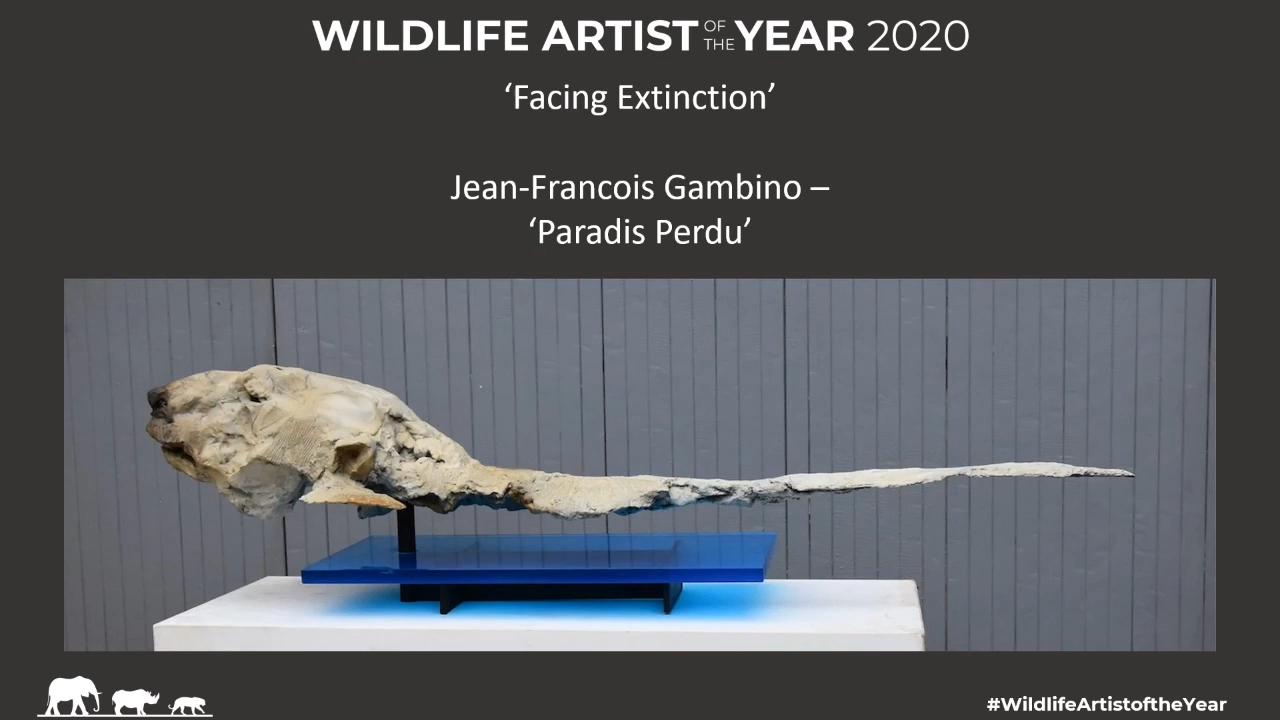 WILDLIFE ARTIST OF THE YEAR 2020
‘Facing Extinction’
Jean-Francois Gambino –
‘Paradis Perdu’
#WildlifeArtistoftheYear